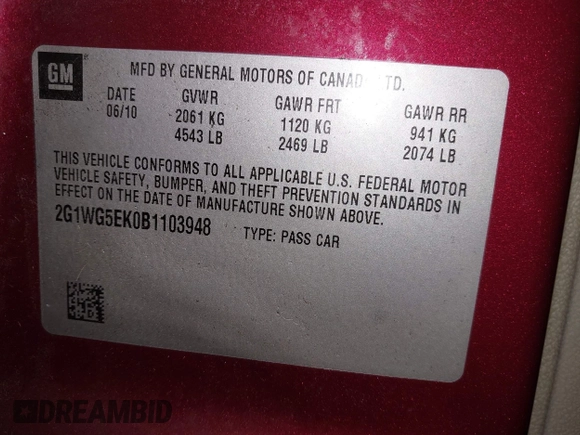 GM
MFD BY GENERAL MOTORS OF CANADA LTD.
DATE GVWR GAWR FRT GAWR RR
06/10 2061 KG 1120 KG 941 KG
4543 LB 2469 LB 2074 LB
THIS VEHICLE CONFORMS TO ALL APPLICABLE U.S. FEDERAL MOTOR
VEHICLE SAFETY, BUMPER, AND THEFT PREVENTION STANDARDS IN
EFFECT ON THE DATE OF MANUFACTURE SHOWN ABOVE.
2G1WG5EK0B1103948 TYPE: PASS CAR
DREAMBID